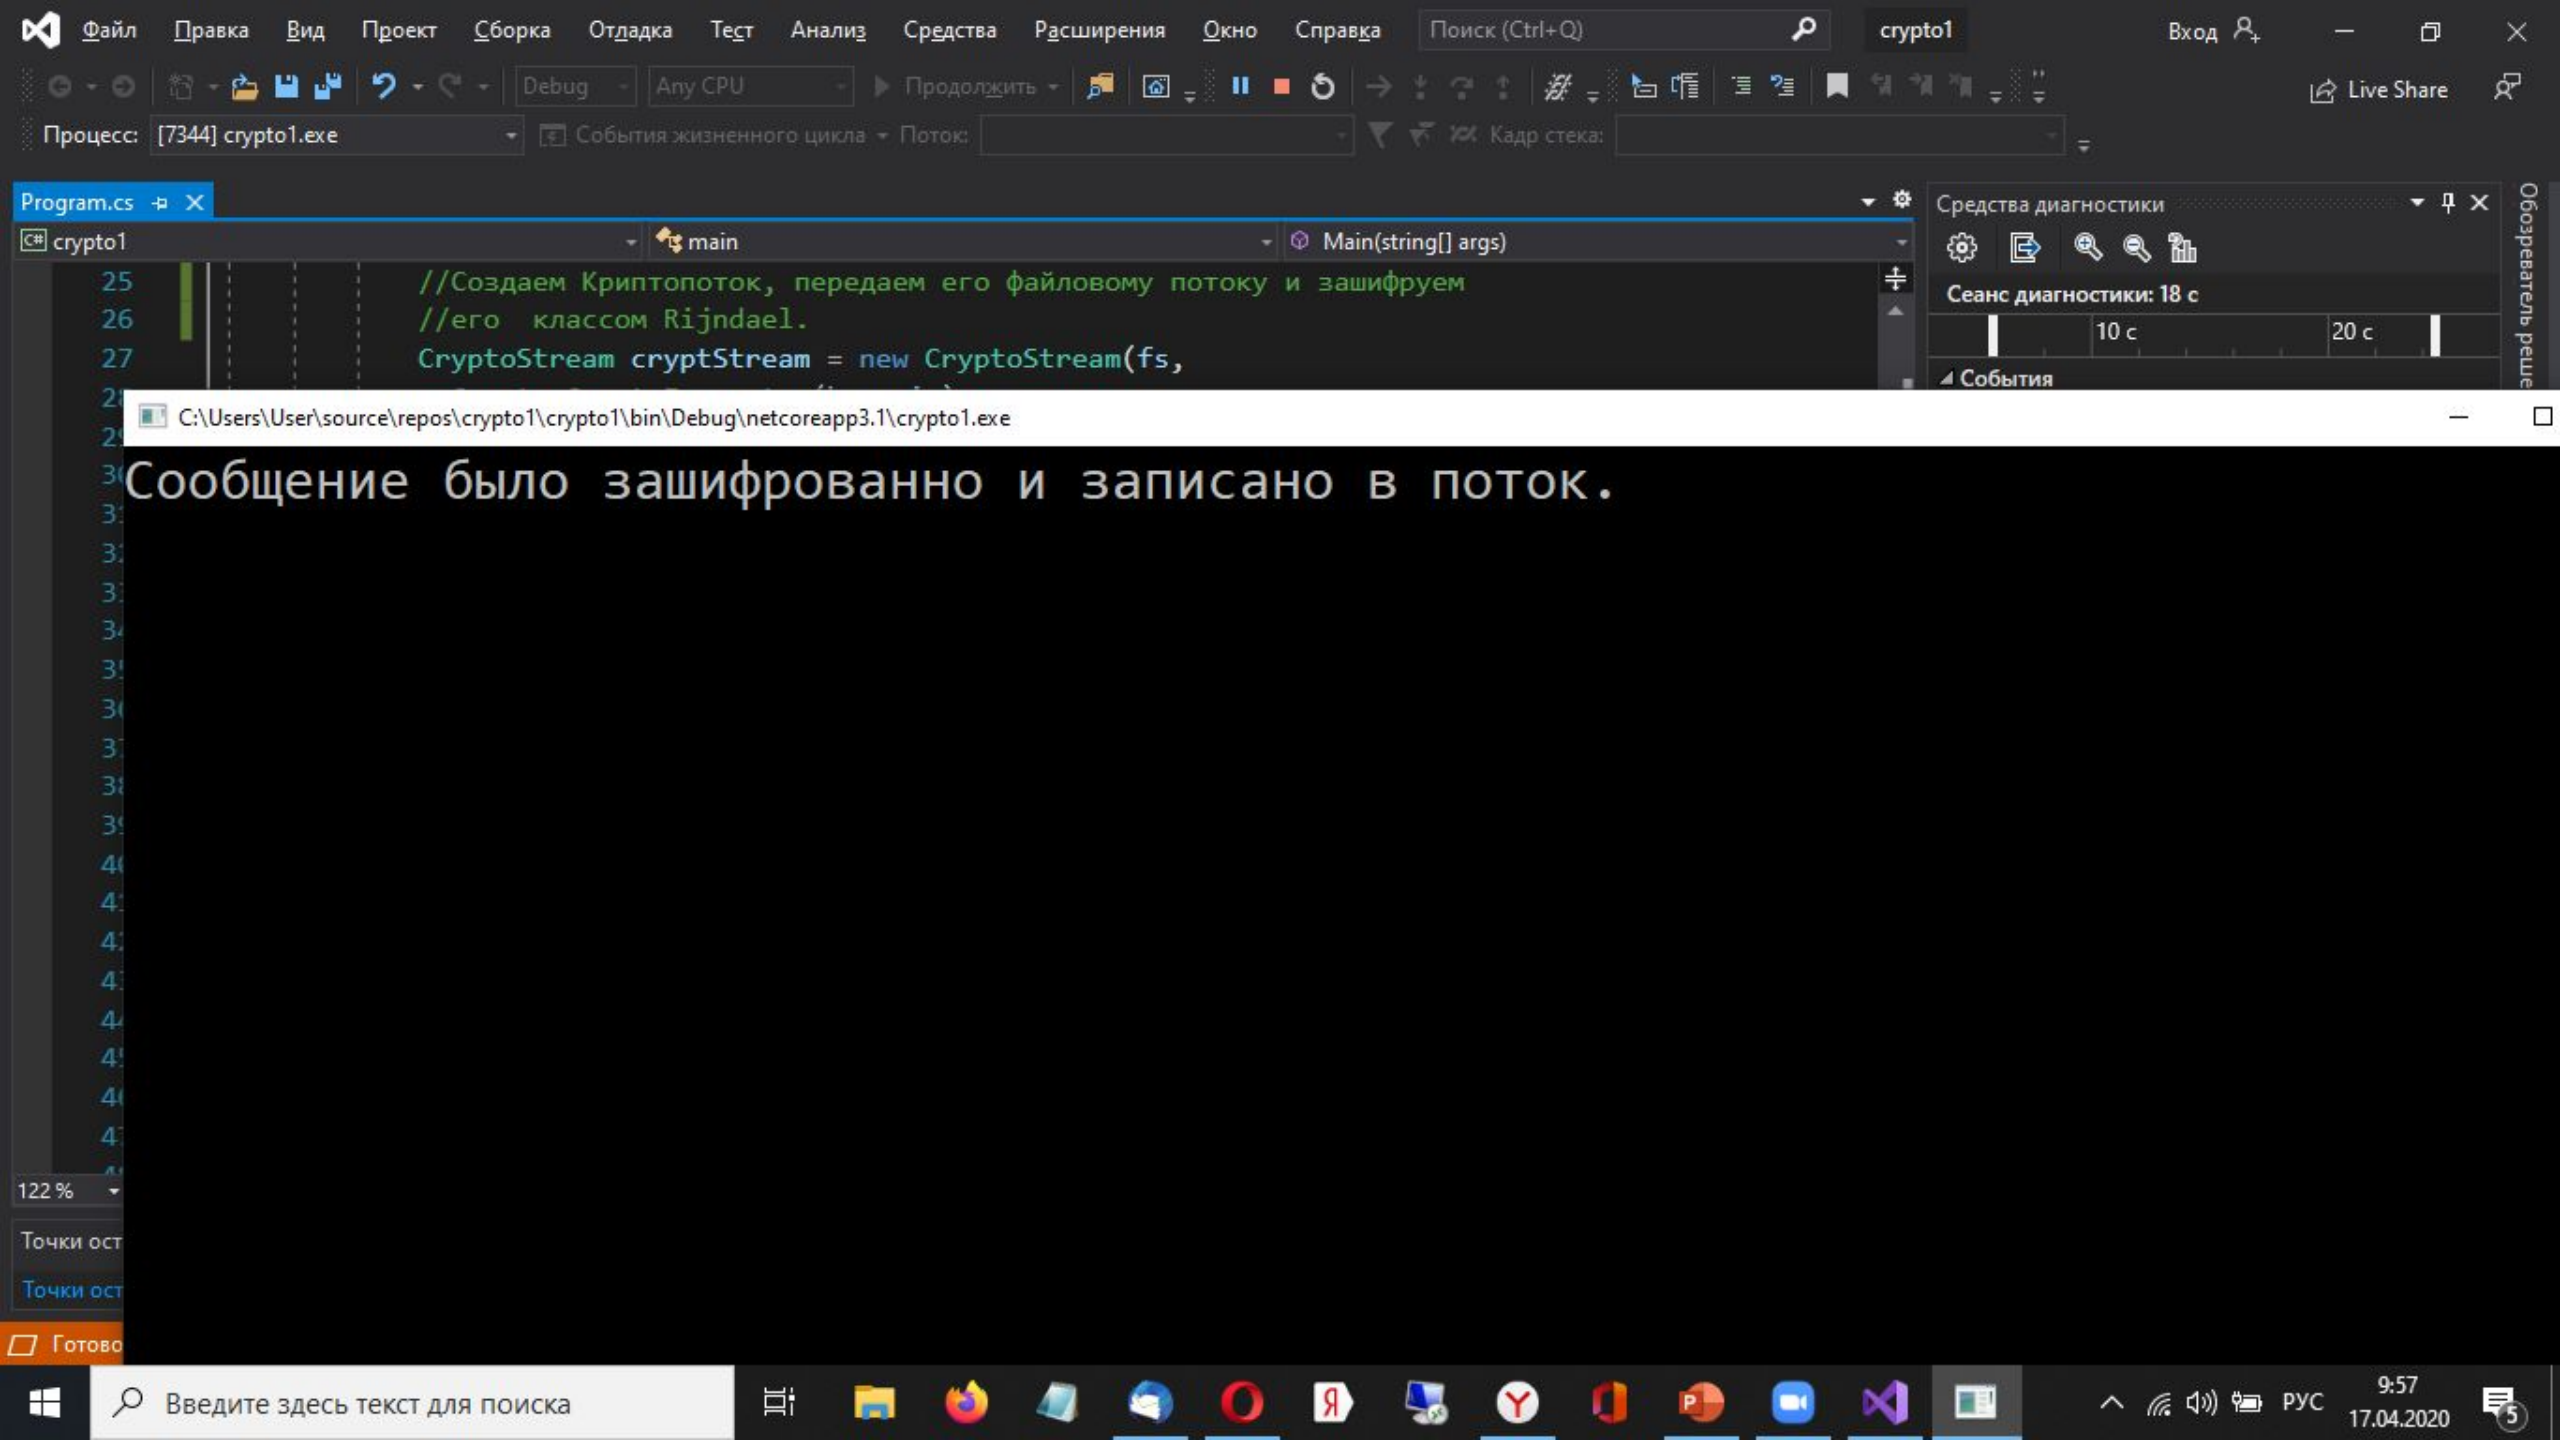 Файл Правка Вид Проект Сборка Отладка Тест Анализ Средства Расширения Окно Справка Поиск (Ctrl+Q) crypto1 Вход
Debug Any CPU Продолжить Live Share
Процесс: [7344] crypto1.exe События жизненного цикла Поток: Кадр стека:
Program.cs
Средства диагностики
crypto1 main Main(string[] args)
25 //Создаем Криптопоток, передаем его файловому потоку и зашифруем
26 //его классом Rijndael.
27 CryptoStream cryptStream = new CryptoStream(fs,
Сеанс диагностики: 18 с
10 с 20 с
События
C:\Users\User\source\repos\crypto1\crypto1\bin\Debug\netcoreapp3.1\crypto1.exe
Сообщение было зашифрованно и записано в поток.
122 %
Точки ост
Точки ост
Готово
Введите здесь текст для поиска
РУС
9:57
17.04.2020
5